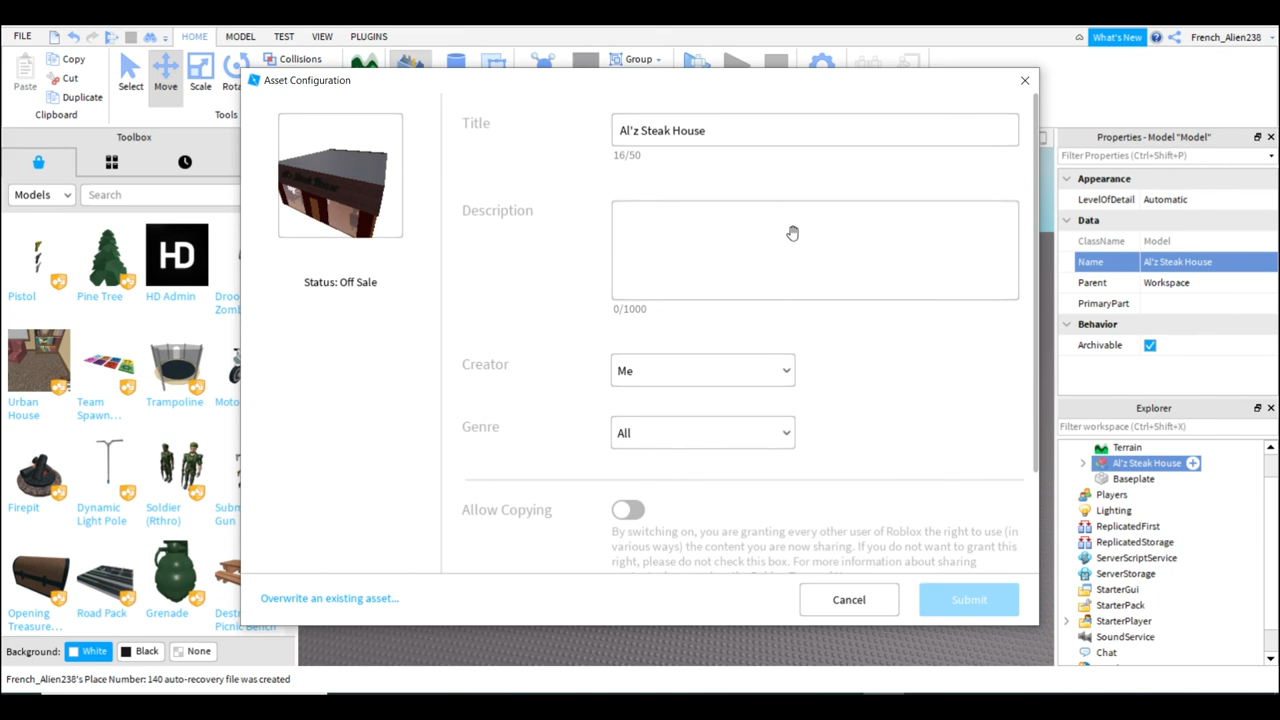 FILE HOME MODEL TEST VIEW PLUGINS What's New French_Alien238
Paste Copy Cut Duplicate Select Move Scale Collisions Group
Clipboard Tools
Asset Configuration
Toolbox
Models Search
Pistol Pine Tree HD Admin
Urban House Team Spawn... Trampoline
Firepit Dynamic Light Pole Soldier (Rthro)
Opening Treasure... Road Pack Grenade
Background: White Black None
Title
Al'z Steak House
16/50
Description
0/1000
Status: Off Sale
Creator Me
Genre All
Allow Copying
By switching on, you are granting every other user of Roblox the right to use (in
various ways) the content you are now sharing. If you do not want to grant this
right, please do not check this box. For more information about sharing
Overwrite an existing asset... Cancel Submit
Properties - Model "Model"
Filter Properties (Ctrl+Shift+P)
Appearance
LevelOfDetail Automatic
Data
ClassName Model
Name Al'z Steak House
Parent Workspace
PrimaryPart
Behavior
Archivable
Explorer
Filter workspace (Ctrl+Shift+X)
Terrain
Al'z Steak House
Baseplate
Players
Lighting
ReplicatedFirst
ReplicatedStorage
ServerScriptService
ServerStorage
StarterGui
StarterPack
StarterPlayer
SoundService
Chat
French_Alien238's Place Number: 140 auto-recovery file was created